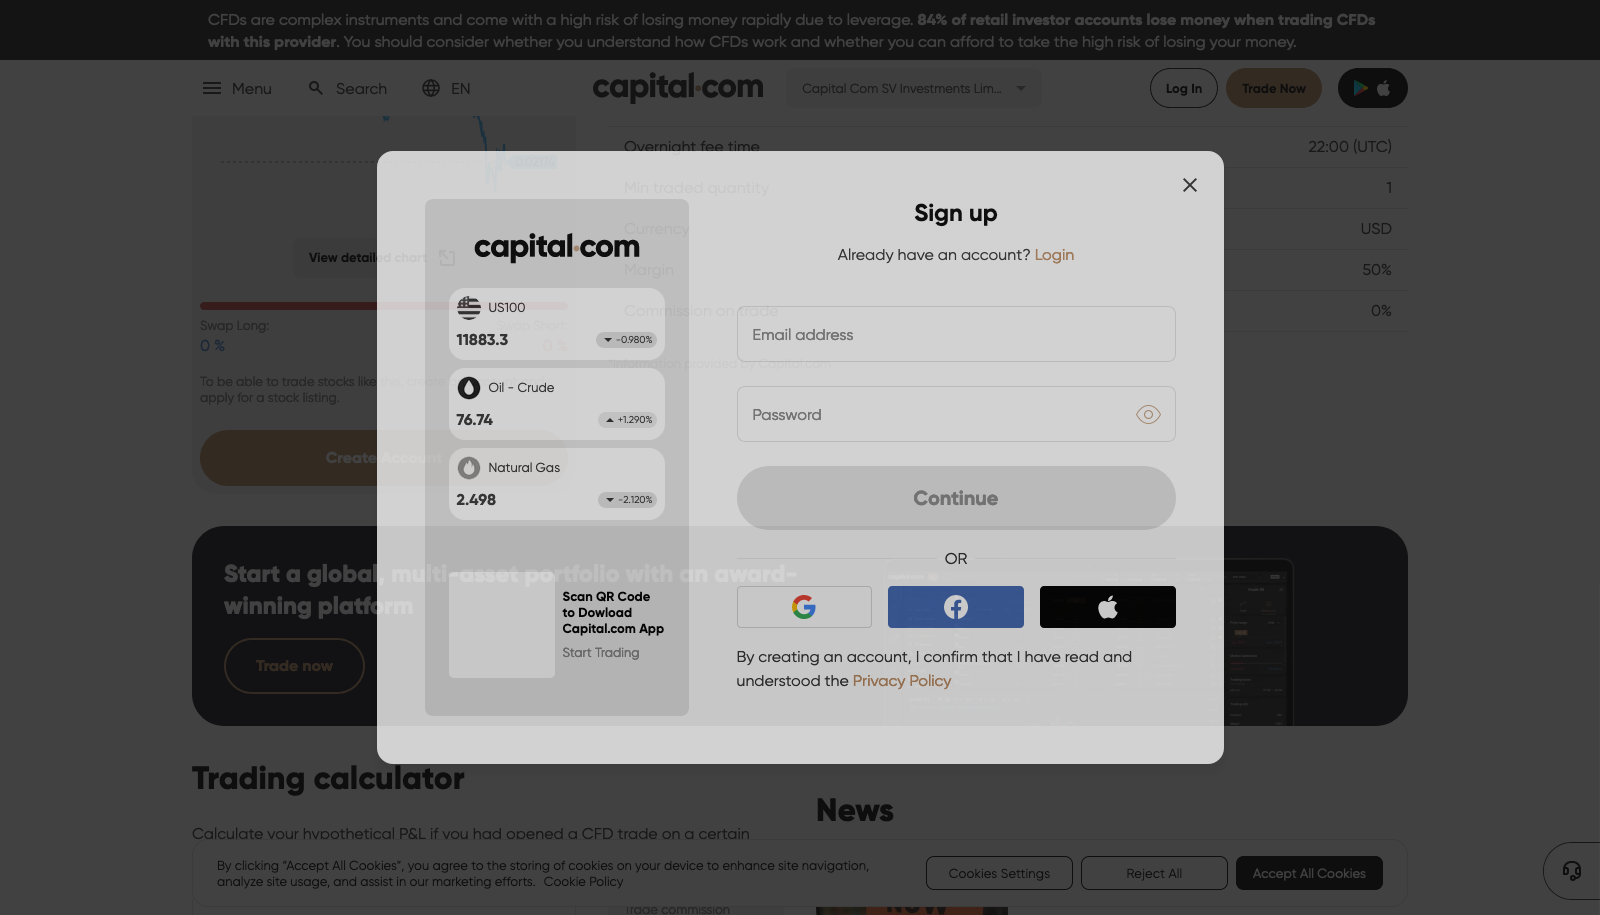 CFDs are complex instruments and come with a high risk of losing money rapidly due to leverage. 84% of retail investor accounts lose money when trading CFDs
with this provider. You should consider whether you understand how CFDs work and whether you can afford to take the high risk of losing your money.
Menu
Search
EN
capital.com
Capital Com SV Investments Lim...
Log In
Trade Now
Overnight fee time
22:00 (UTC)
Min traded quantity
1
Currency
USD
Margin
50%
Commission on trade
0%
*Information provided by Capital.com
View detailed chart
Swap Long:
0 %
Swap Short:
0 %
To be able to trade stocks like this,
apply for a stock listing.
Create Account
Sign up
Already have an account? Login
capital.com
US100
11883.3
-0.980%
Oil - Crude
76.74
+1.290%
Natural Gas
2.498
-2.120%
Scan QR Code
to Dowload
Capital.com App
Start Trading
Email address
Password
Continue
OR
By creating an account, I confirm that I have read and
understood the Privacy Policy
Start a global, multi-asset portfolio with an award-
winning platform
Trade now
Trading calculator
Calculate your hypothetical P&L if you had opened a CFD trade on a certain
News
By clicking “Accept All Cookies”, you agree to the storing of cookies on your device to enhance site navigation,
analyze site usage, and assist in our marketing efforts. Cookie Policy
Cookies Settings
Reject All
Accept All Cookies
Trade commission
NOW